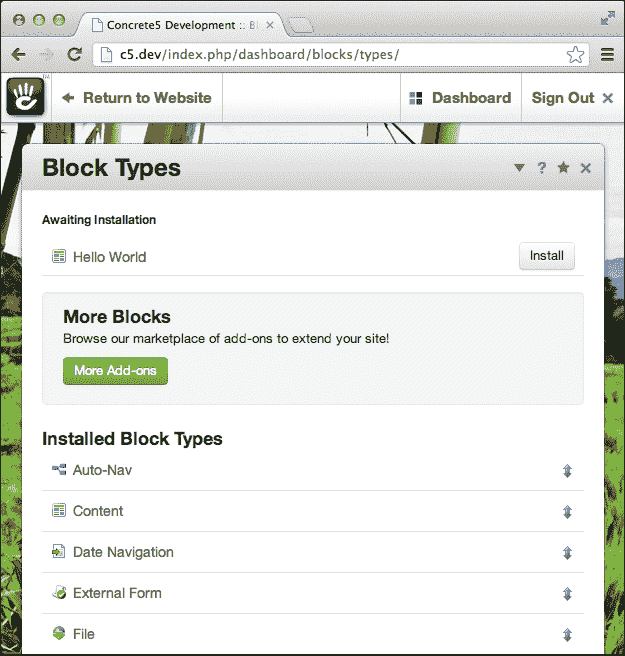 Concrete5 Development :: Bl
c5.dev/index.php/dashboard/blocks/types/
TM
Return to Website
Dashboard
Sign Out
Block Types
?
Awaiting Installation
Hello World
Install
More Blocks
Browse our marketplace of add-ons to extend your site!
More Add-ons
Installed Block Types
Auto-Nav
Content
Date Navigation
External Form
File